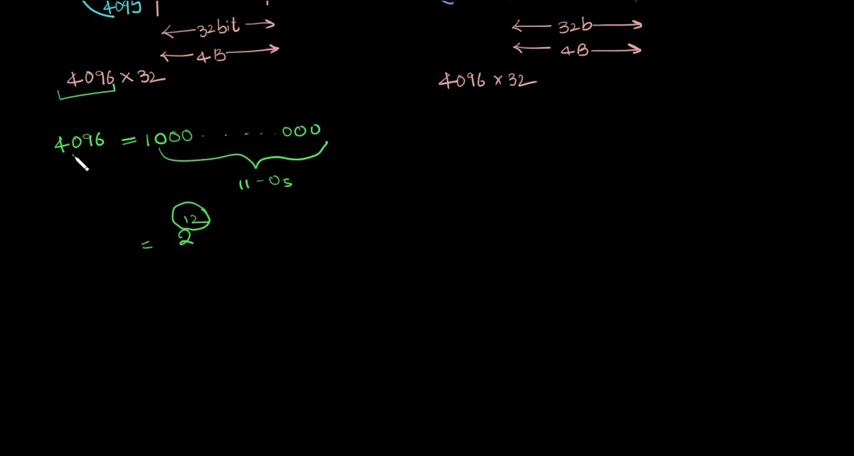 4095
32bit
32b
4B
4B
4096 × 32
4096 × 32
4096 = 1000 . . . . . . 000
11-0s
= 2^12